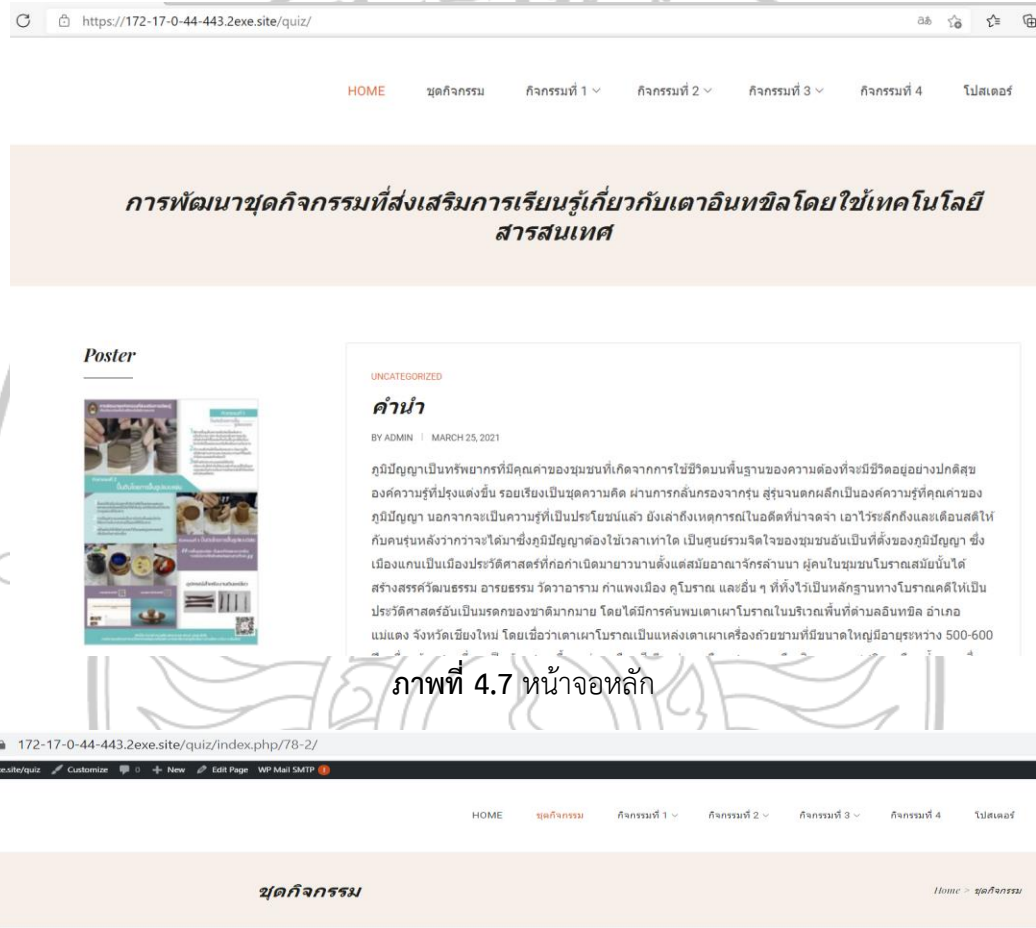 https://172-17-0-44-443.2exe.site/quiz/
HOME ชุดกิจกรรม กิจกรรมที่ 1 กิจกรรมที่ 2 กิจกรรมที่ 3 กิจกรรมที่ 4 โปสเตอร์
การพัฒนาชุดกิจกรรมที่ส่งเสริมการเรียนรู้เกี่ยวกับเตาอินทขิลโดยใช้เทคโนโลยี
สารสนเทศ
Poster
UNCATEGORIZED
คำนำ
BY ADMIN MARCH 25, 2021
ภูมิปัญญาเป็นทรัพยากรที่มีคุณค่าของชุมชนที่เกิดจากการใช้ชีวิตบนพื้นฐานของความต้องที่จะมีชีวิตอยู่อย่างปกติสุข
องค์ความรู้ที่ปรุงแต่งขึ้น รอยเรียงเป็นชุดความคิด ผ่านการกลั่นกรองจากรุ่น สู่รุ่นจนตกผลึกเป็นองค์ความรู้ที่คุณค่าของ
ภูมิปัญญา นอกจากจะเป็นความรู้ที่เป็นประโยชน์แล้ว ยังเล่าถึงเหตุการณ์ในอดีตที่น่าจดจำ เอาไว้ระลึกถึงและเตือนสติให้
กับคนรุ่นหลังว่ากว่าจะได้มาซึ่งภูมิปัญญาต้องใช้เวลาเท่าใด เป็นศูนย์รวมจิตใจของชุมชนอันเป็นที่ตั้งของภูมิปัญญา ซึ่ง
เมืองแกนเป็นเมืองประวัติศาสตร์ที่ก่อกำเนิดมายาวนานตั้งแต่สมัยอาณาจักรล้านนา ผู้คนในชุมชนโบราณสมัยนั้นได้
สร้างสรรค์วัฒนธรรม อารยธรรม วัดวาอาราม กำแพงเมือง คูโบราณ และอื่น ๆ ที่ทิ้งไว้เป็นหลักฐานทางโบราณคดีให้เป็น
ประวัติศาสตร์อันเป็นมรดกของชาติมากมาย โดยได้มีการค้นพบเตาเผาโบราณในบริเวณพื้นที่ตำบลอินทขิล อำเภอ
แม่แตง จังหวัดเชียงใหม่ โดยเชื่อว่าเตาเผาโบราณเป็นแหล่งเตาเผาเครื่องถ้วยชามที่มีขนาดใหญ่มีอายุระหว่าง 500-600
ภาพที่ 4.7 หน้าจอหลัก
172-17-0-44-443.2exe.site/quiz/index.php/78-2/
e.site/quiz Customize 0 + New Edit Page WP Mail SMTP 1
HOME ชุดกิจกรรม กิจกรรมที่ 1 กิจกรรมที่ 2 กิจกรรมที่ 3 กิจกรรมที่ 4 โปสเตอร์
ชุดกิจกรรม Home > ชุดกิจกรรม